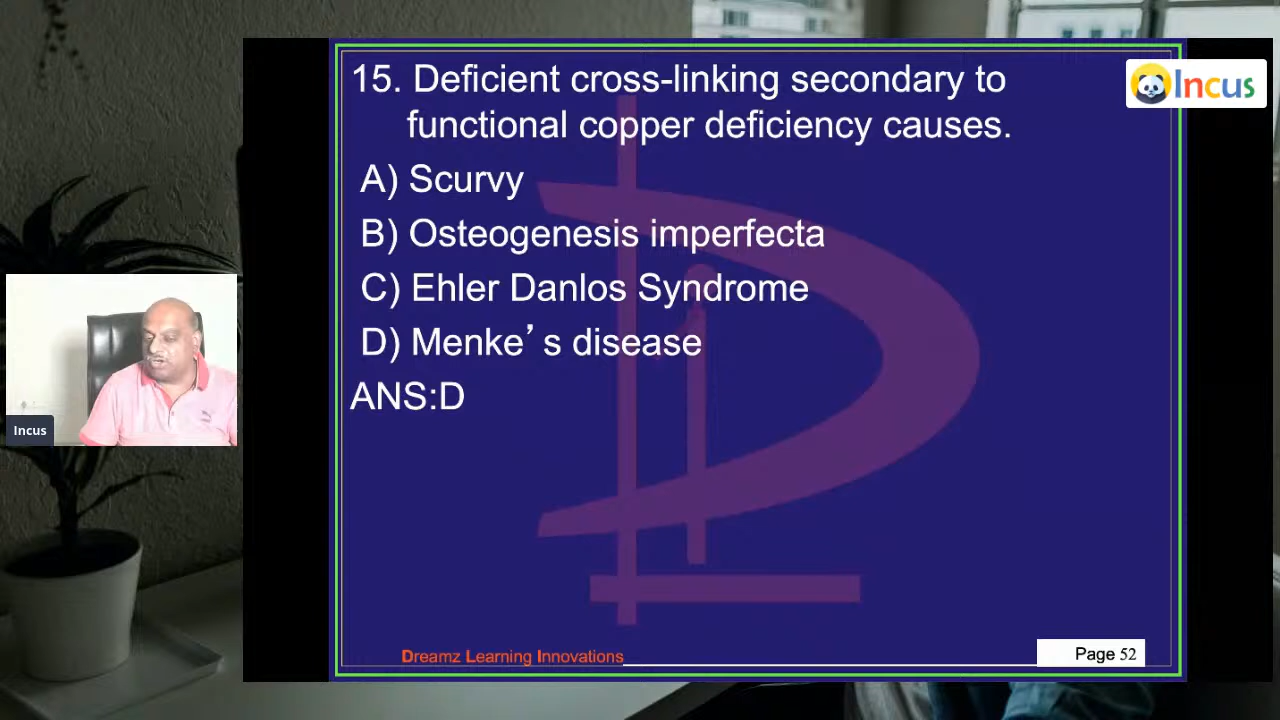 15. Deficient cross-linking secondary to
functional copper deficiency causes.
A) Scurvy
B) Osteogenesis imperfecta
C) Ehler Danlos Syndrome
D) Menke’s disease
ANS:D
Incus
Incus
Dreamz Learning Innovations
Page 52